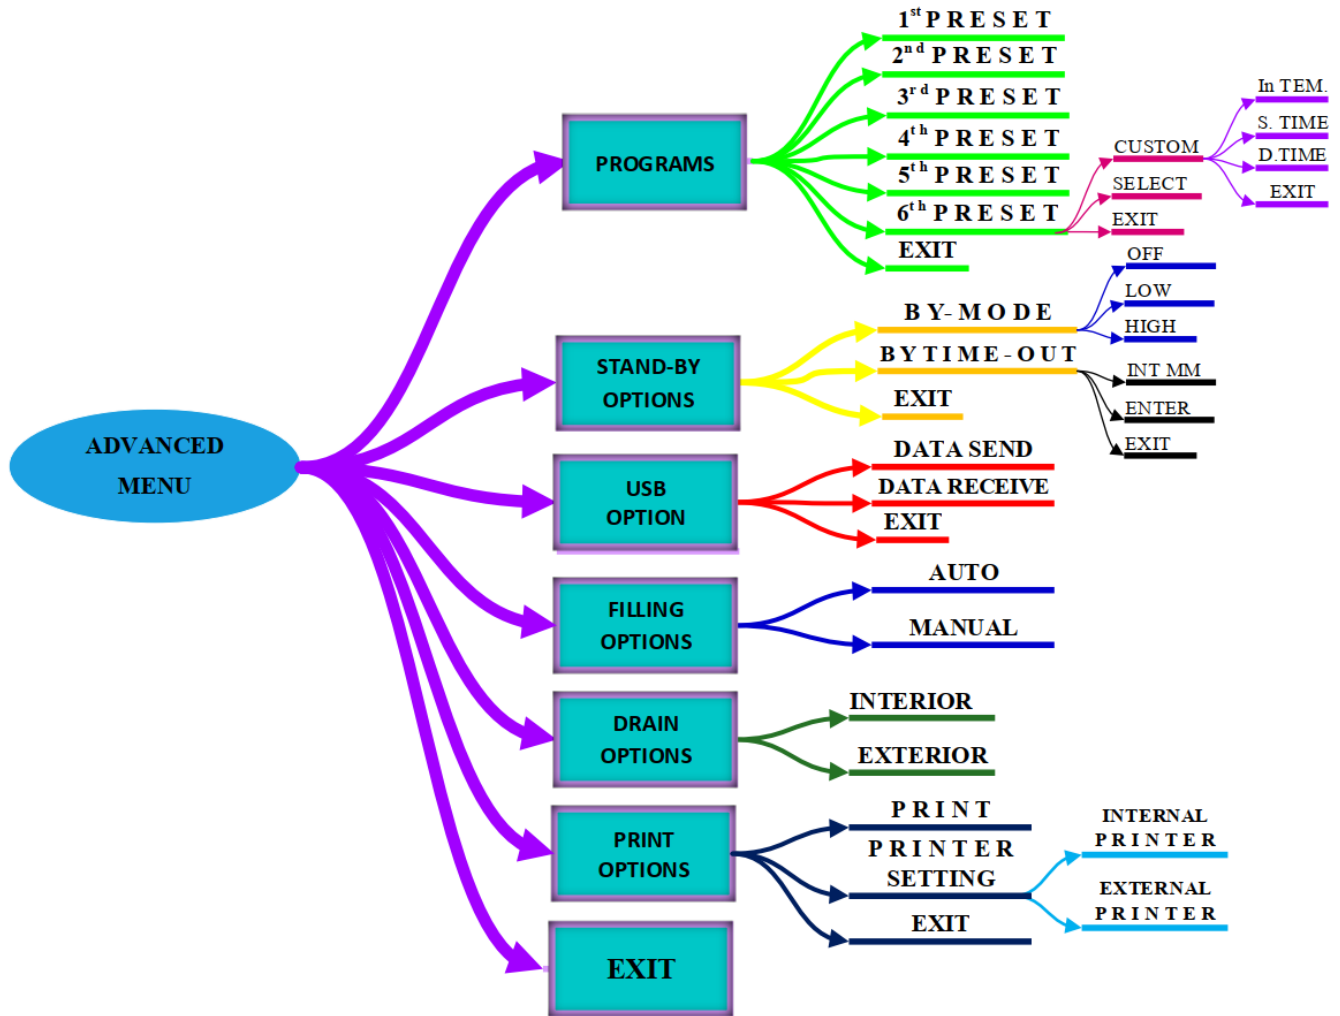 ADVANCED
MENU
PROGRAMS
1st PRESET
2nd PRESET
3rd PRESET
4th PRESET
5th PRESET
6th PRESET
EXIT
CUSTOM
SELECT
EXIT
In TEM.
S. TIME
D.TIME
EXIT
STAND-BY
OPTIONS
BY-MODE
BY TIME-OUT
EXIT
OFF
LOW
HIGH
INT MM
ENTER
EXIT
USB
OPTION
DATA SEND
DATA RECEIVE
EXIT
FILLING
OPTIONS
AUTO
MANUAL
DRAIN
OPTIONS
INTERIOR
EXTERIOR
PRINT
OPTIONS
PRINT
PRINTER
SETTING
EXIT
INTERNAL
PRINTER
EXTERNAL
PRINTER
EXIT